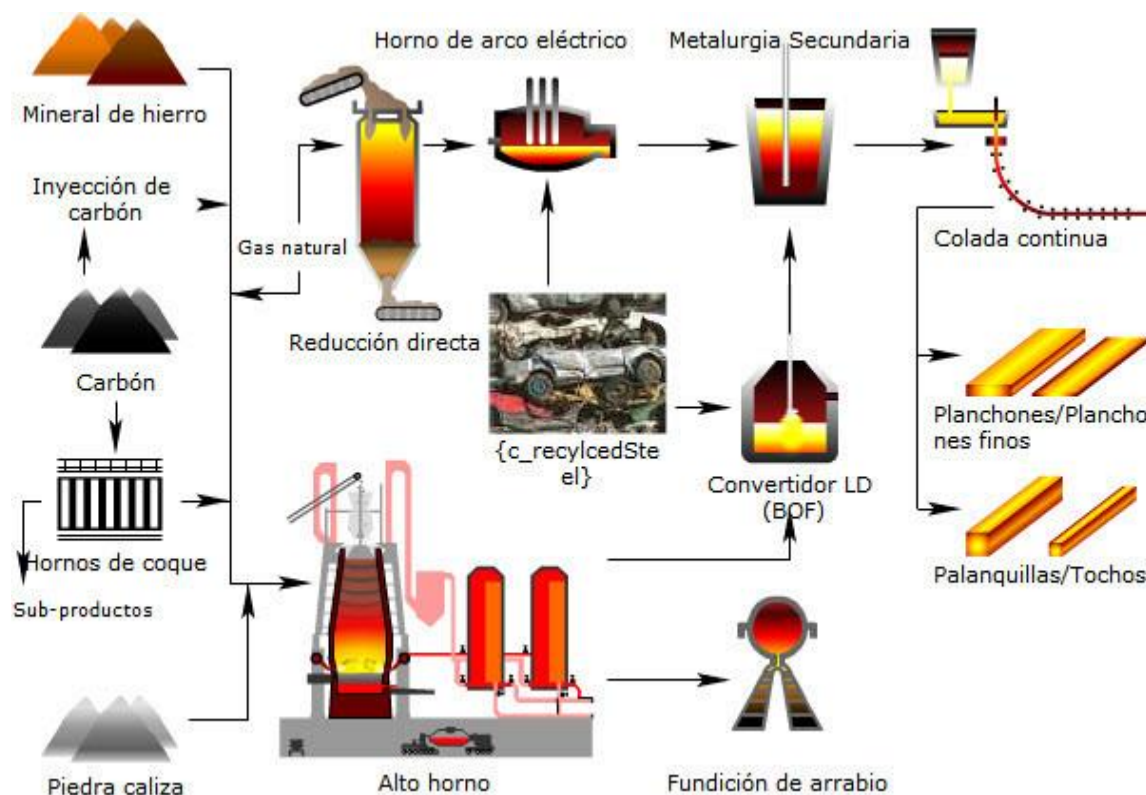 Horno de arco eléctrico
Metalurgia Secundaria
Mineral de hierro
Inyección de
carbón
Gas natural
Colada continua
Reducción directa
Carbón
Planchones/Plancho
nes finos
{c_recylcedSte
el}
Convertidor LD
(BOF)
Hornos de coque
Palanquillas/Tochos
Sub-productos
Piedra caliza
Alto horno
Fundición de arrabio